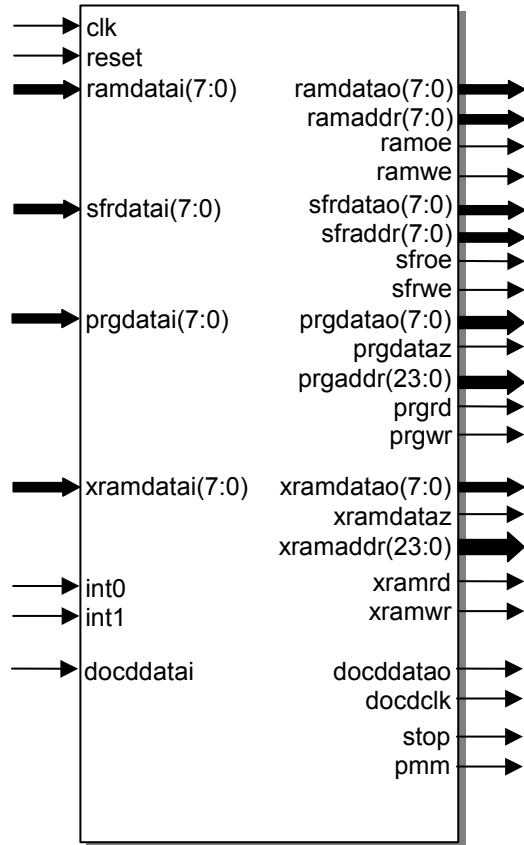 clk
reset
ramdatai(7:0) ramdatao(7:0)
ramaddr(7:0)
ramoe
ramwe
sfrdatai(7:0) sfrdatao(7:0)
sfraddr(7:0)
sfroe
sfrwe
prgdatai(7:0) prgdatao(7:0)
prgdataz
prgaddr(23:0)
prgrd
prgwr
xramdatai(7:0) xramdatao(7:0)
xramdataz
xramaddr(23:0)
int0 xramrd
int1 xramwr
docddatai docddatao
docdclk
stop
pmm